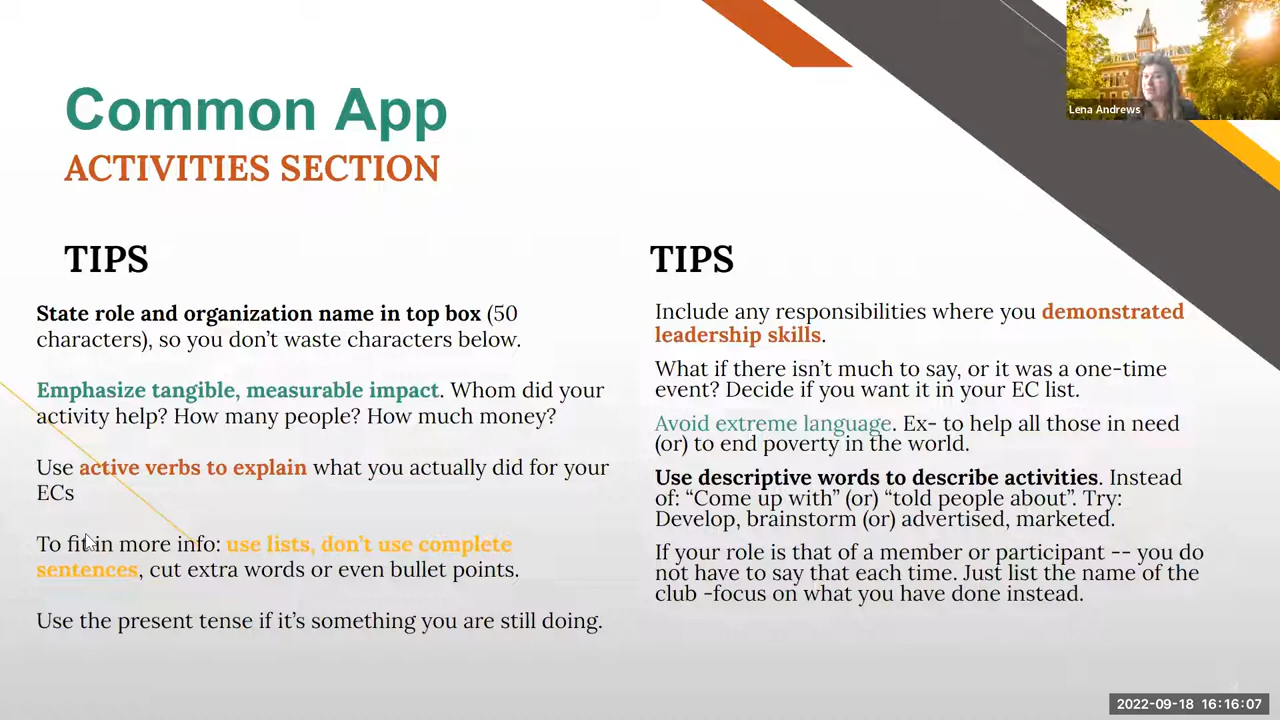 Common App
ACTIVITIES SECTION
Lena Andrews
TIPS
State role and organization name in top box (50
characters), so you don’t waste characters below.
Emphasize tangible, measurable impact. Whom did your
activity help? How many people? How much money?
Use active verbs to explain what you actually did for your
ECs
To fit in more info: use lists, don’t use complete
sentences, cut extra words or even bullet points.
Use the present tense if it’s something you are still doing.
TIPS
Include any responsibilities where you demonstrated
leadership skills.
What if there isn’t much to say, or it was a one-time
event? Decide if you want it in your EC list.
Avoid extreme language. Ex- to help all those in need
(or) to end poverty in the world.
Use descriptive words to describe activities. Instead
of: “Come up with” (or) “told people about”. Try:
Develop, brainstorm (or) advertised, marketed.
If your role is that of a member or participant -- you do
not have to say that each time. Just list the name of the
club -focus on what you have done instead.
2022-09-18 16:16:07